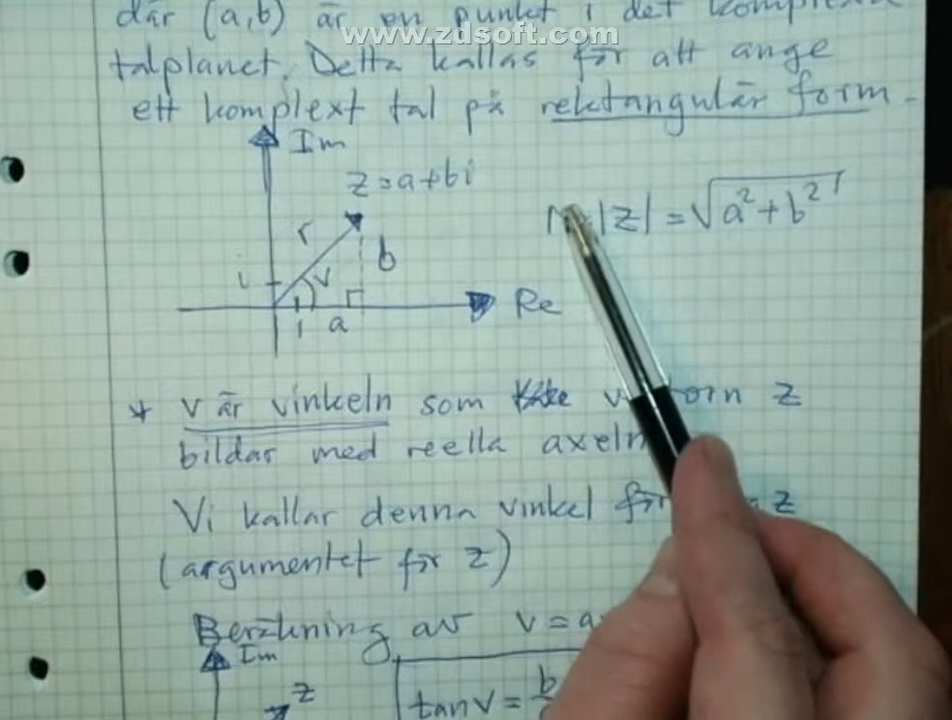 där (a,b) är en punkt i det
www.zdsoft.com
talplanet. Detta kallas för att ange
ett komplext tal på rektangulär form.
Im
z=a+bi
|z| = √a²+b²
r
b
i
v
Re
1
a
* v är vinkeln som z
bildar med reella axeln
Vi kallar denna vinkel för z
(argumentet för z)
Beräkning av v=a
Im
z
tanv = b